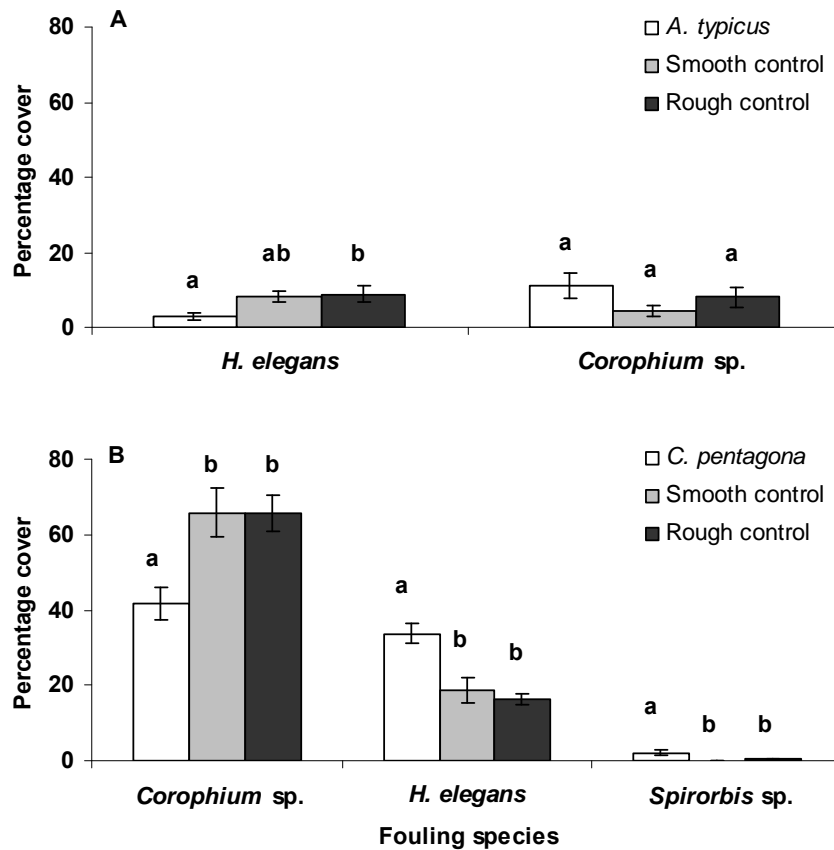 A
80
60
40
20
0
Percentage cover
A. typicus
Smooth control
Rough control
a
ab
b
a
a
a
H. elegans
Corophium sp.
B
80
60
40
20
0
Percentage cover
C. pentagona
Smooth control
Rough control
a
b
b
a
b
b
a
b
b
Corophium sp.
H. elegans
Spirorbis sp.
Fouling species